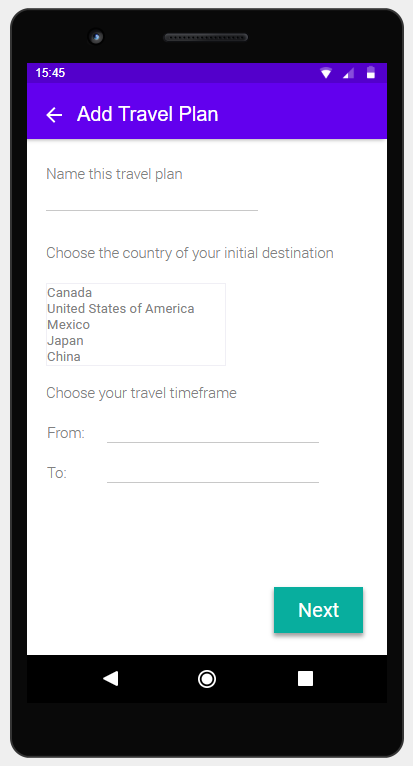 15:45
Add Travel Plan
Name this travel plan
Choose the country of your initial destination
Canada
United States of America
Mexico
Japan
China
Choose your travel timeframe
From:
To:
Next